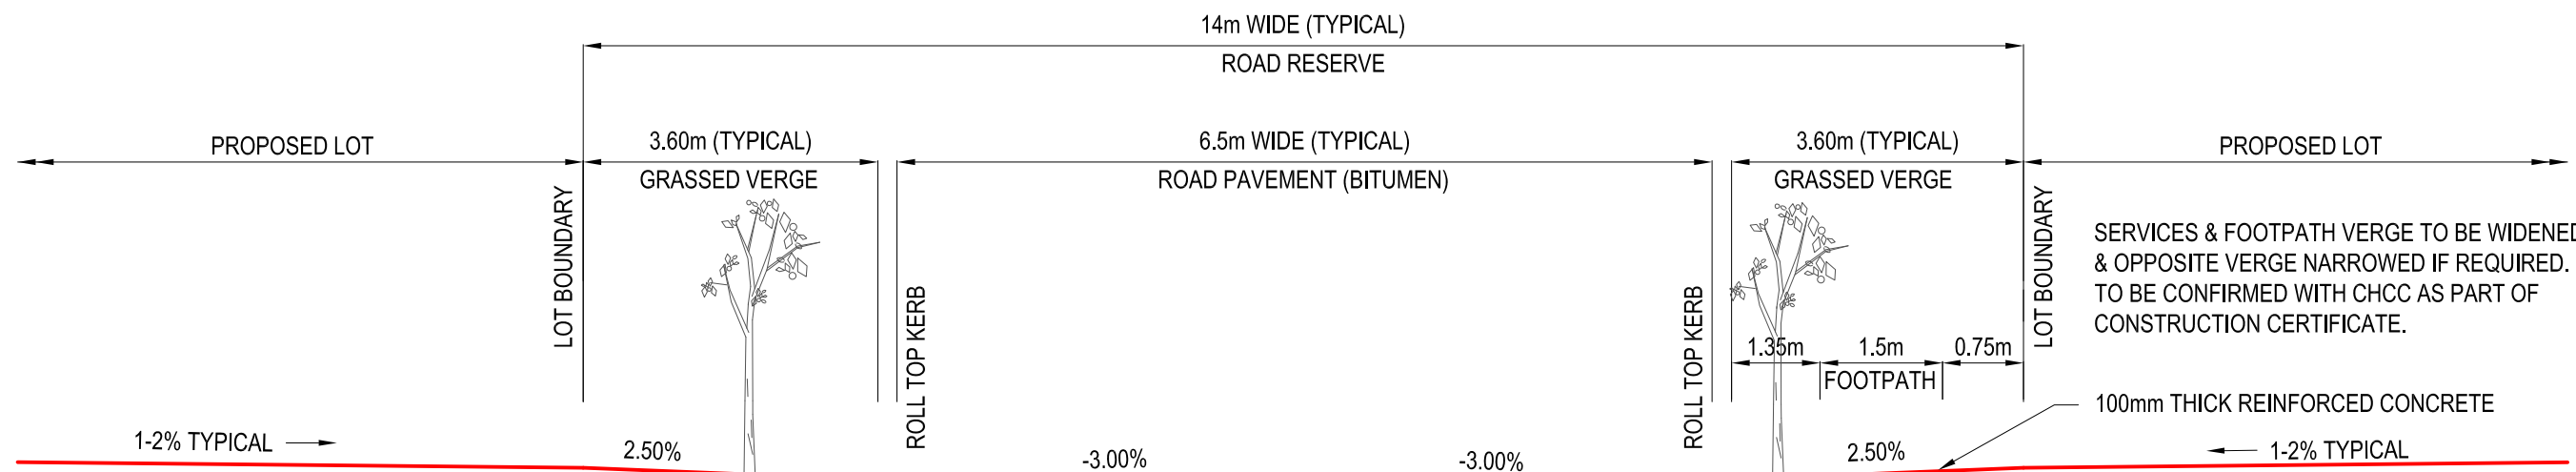 14m WIDE (TYPICAL)
ROAD RESERVE
PROPOSED LOT
3.60m (TYPICAL)
6.5m WIDE (TYPICAL)
3.60m (TYPICAL)
PROPOSED LOT
GRASSED VERGE
ROAD PAVEMENT (BITUMEN)
GRASSED VERGE
LOT BOUNDARY
ROLL TOP KERB
ROLL TOP KERB
LOT BOUNDARY
SERVICES & FOOTPATH VERGE TO BE WIDENED
& OPPOSITE VERGE NARROWED IF REQUIRED.
TO BE CONFIRMED WITH CHCC AS PART OF
CONSTRUCTION CERTIFICATE.
1.35m
1.5m
0.75m
FOOTPATH
100mm THICK REINFORCED CONCRETE
1-2% TYPICAL
2.50%
-3.00%
-3.00%
2.50%
1-2% TYPICAL